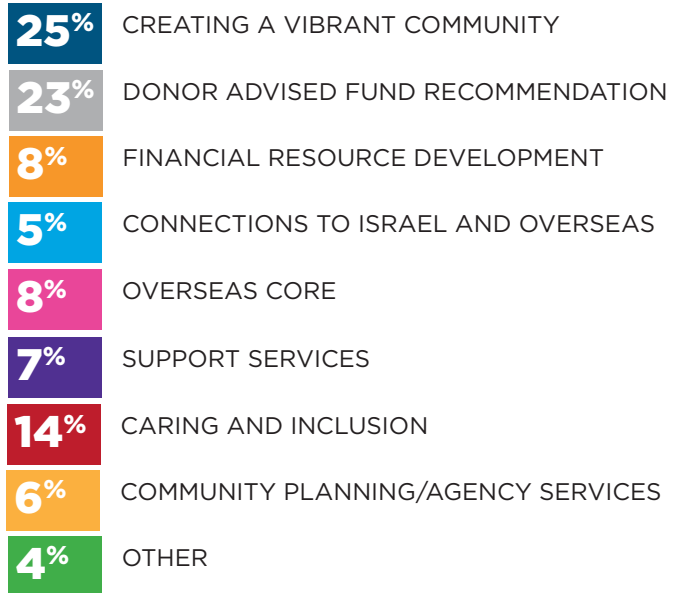 25% CREATING A VIBRANT COMMUNITY
23% DONOR ADVISED FUND RECOMMENDATION
8% FINANCIAL RESOURCE DEVELOPMENT
5% CONNECTIONS TO ISRAEL AND OVERSEAS
8% OVERSEAS CORE
7% SUPPORT SERVICES
14% CARING AND INCLUSION
6% COMMUNITY PLANNING/AGENCY SERVICES
4% OTHER